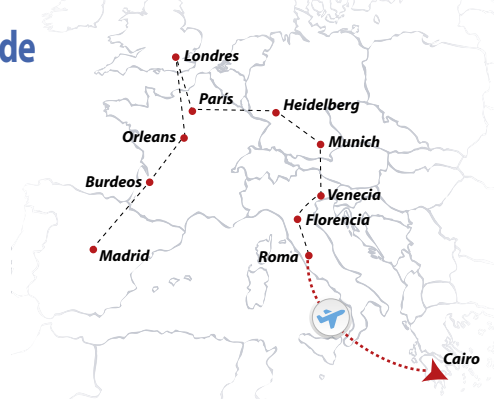 de
Londres
París
Heidelberg
Orleans
Munich
Burdeos
Venecia
Florencia
Madrid
Roma
Cairo